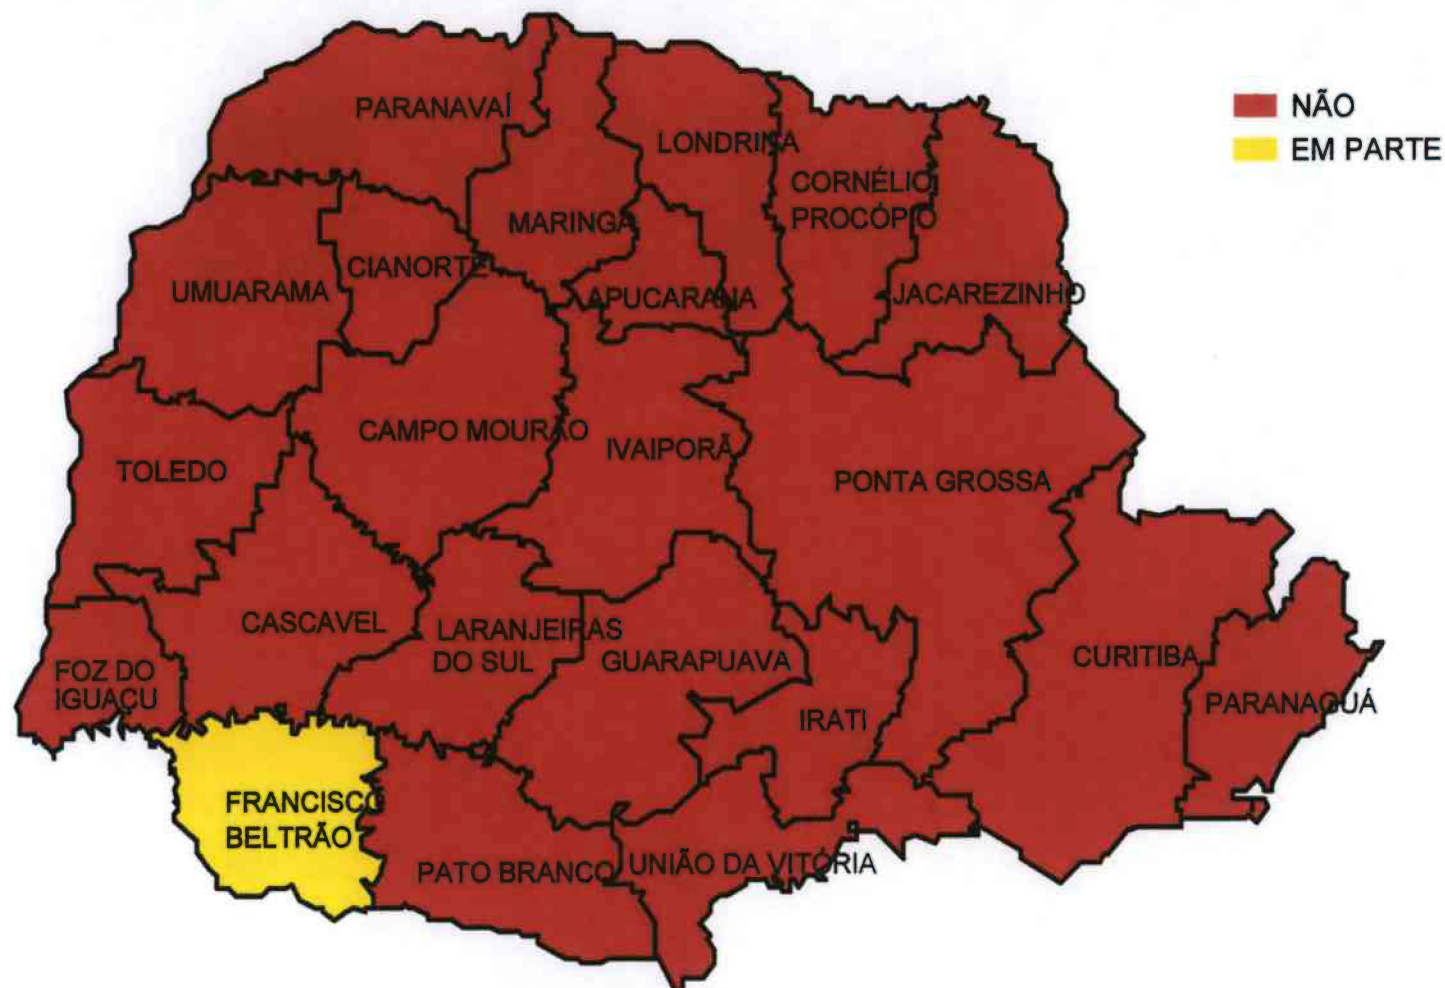 PARANAVAÍ
NÃO
EM PARTE
LONDRINA
CORNÉLIO
PROCÓPIO
MARINGA
CIANORTE
UMUARAMA
APUCARANA
JACAREZINHO
CAMPO MOURÃO
IVAIPORÃ
TOLEDO
PONTA GROSSA
CASCAVEL
LARANJEIRAS
DO SUL
GUARAPUAVA
CURITIBA
FOZ DO
IGUAÇU
PARANAGUÁ
IRATI
FRANCISCO
BELTRÃO
PATO BRANCO
UNIÃO DA VITÓRIA